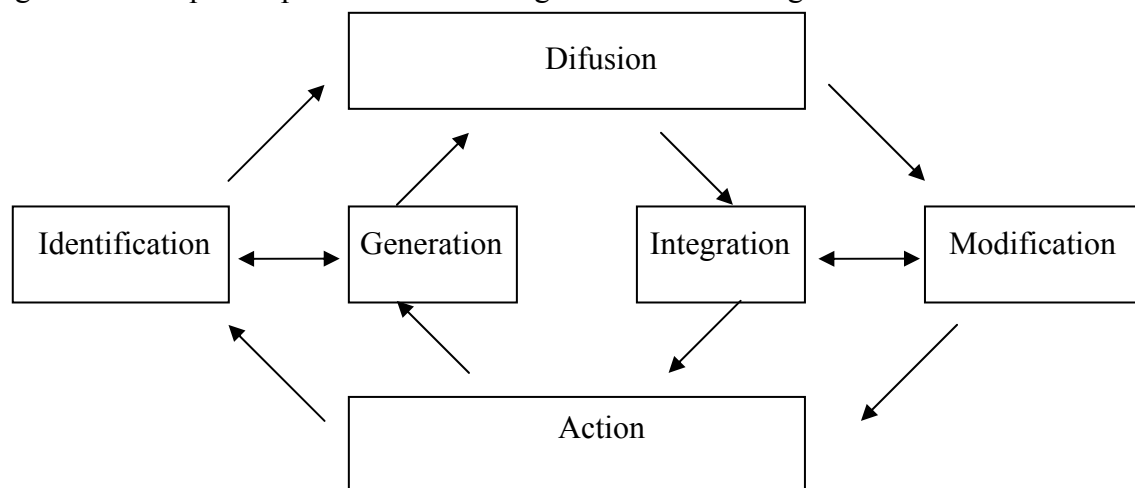 Difusion
Identification
Generation
Integration
Modification
Action